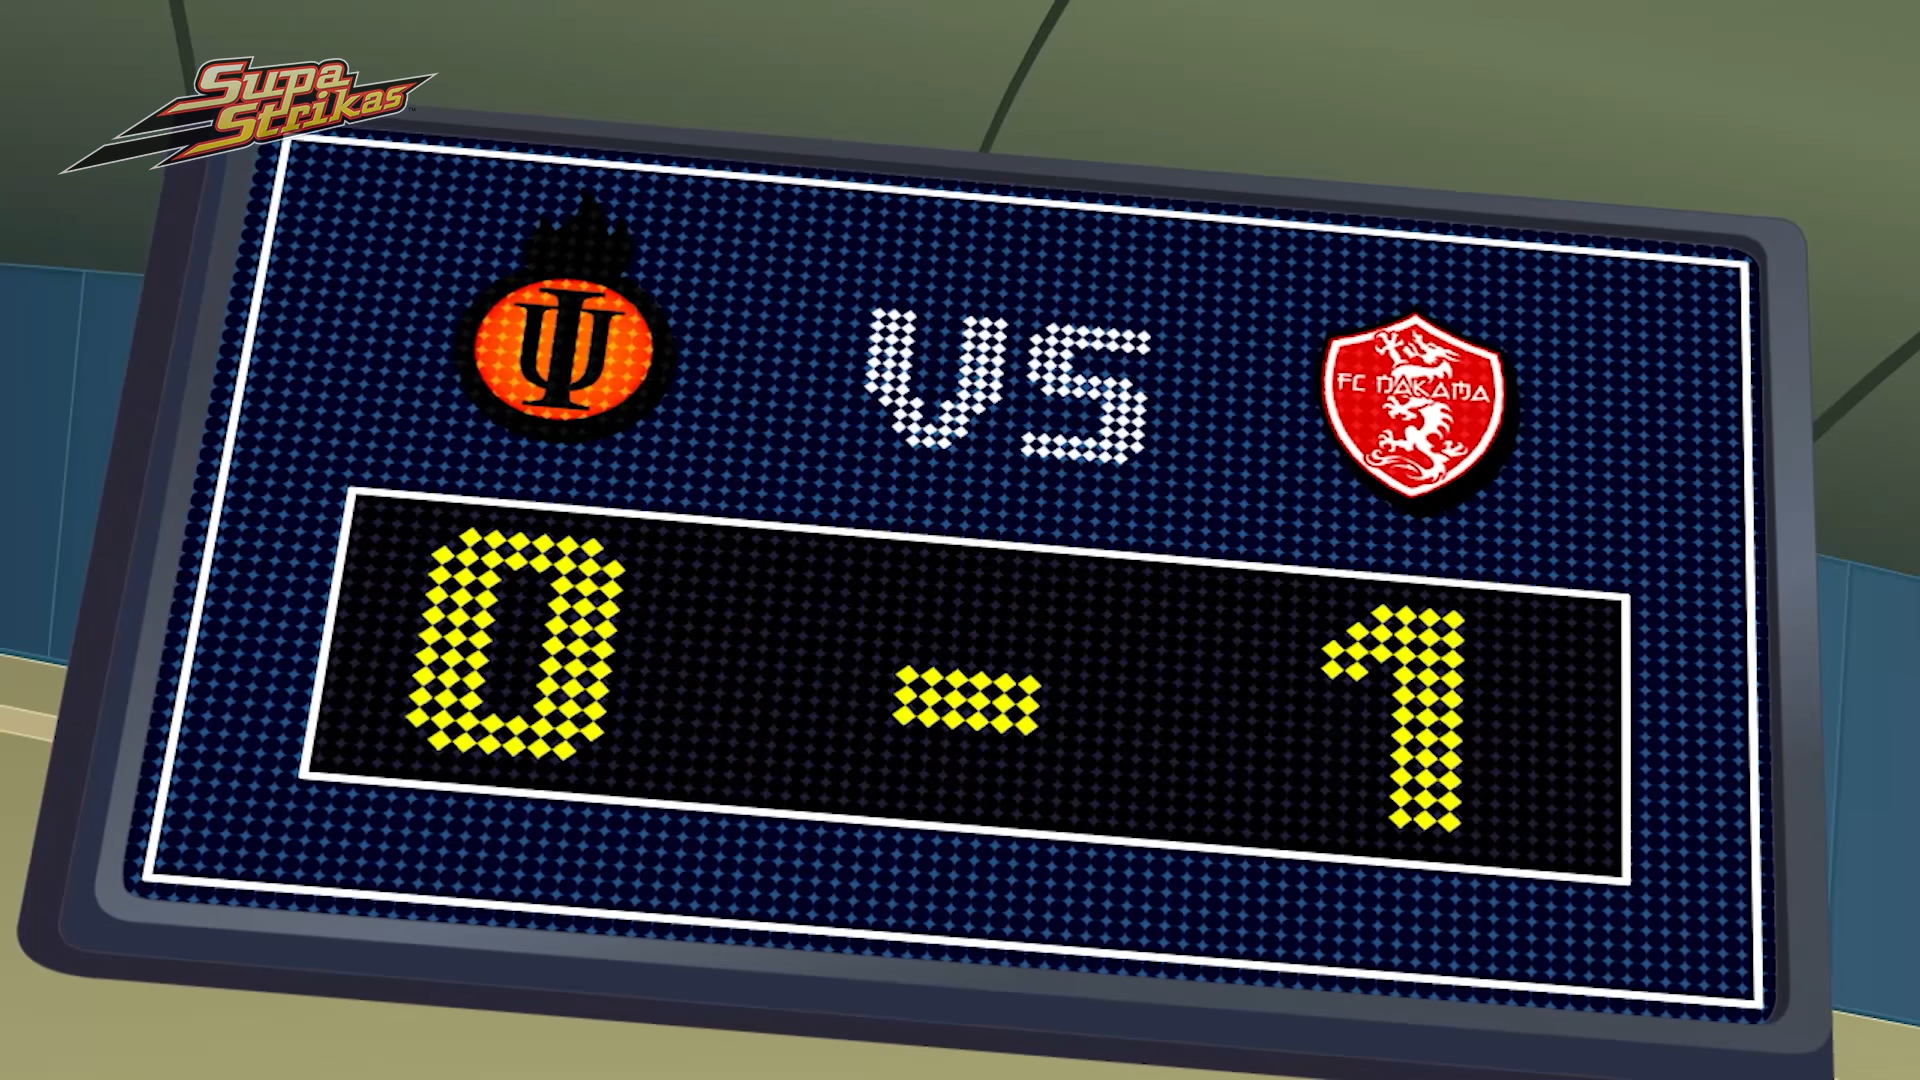 Supa
Strikas
Ψ
VS
FC NAKAMA
0 - 1